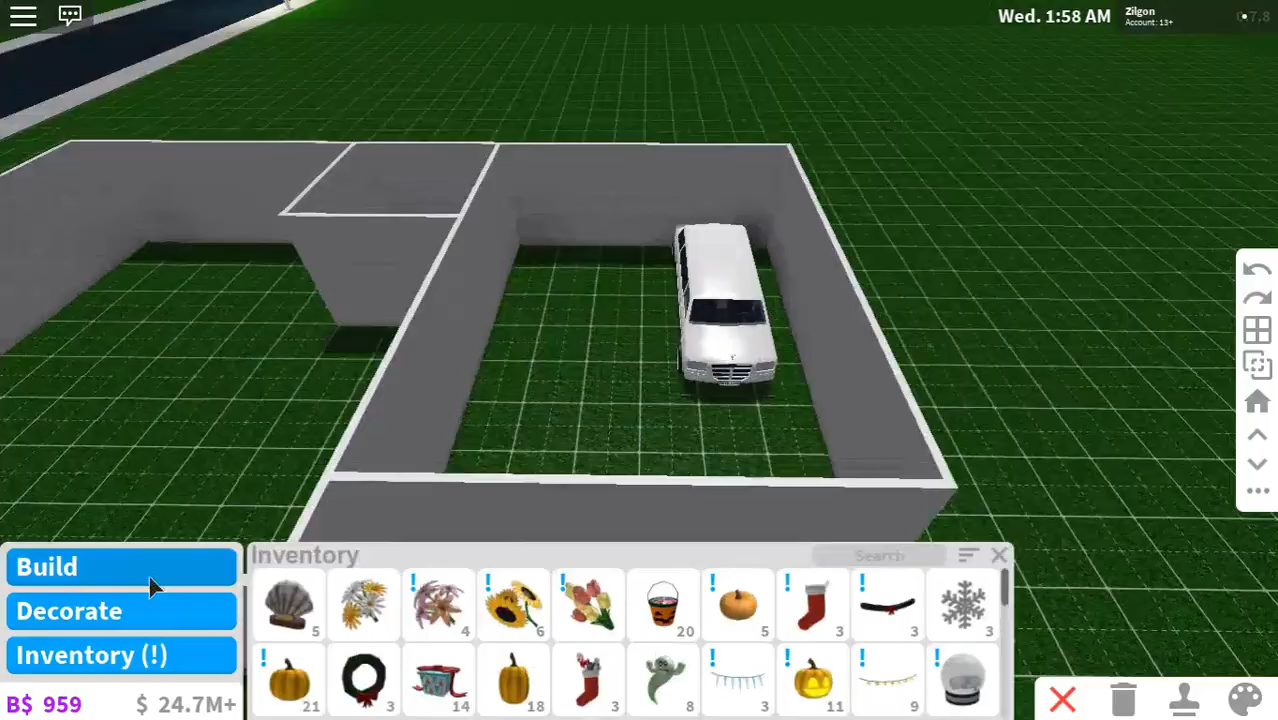 Wed. 1:58 AM
Zilgon
Account: 13+
Build
Decorate
Inventory (!)
B$ 959
$ 24.7M+
Inventory
Search
5
!
4
!
6
!
20
!
5
!
3
!
3
3
!
21
3
14
18
3
8
!
3
!
11
!
9
!